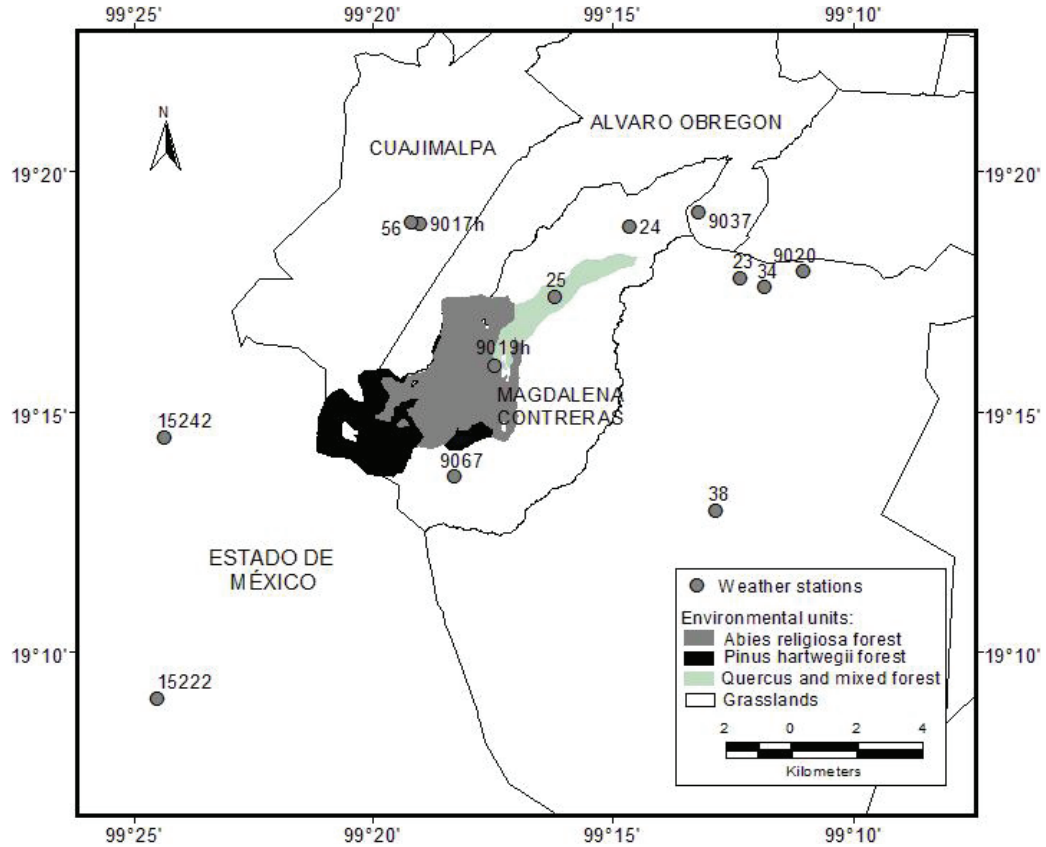 99°25'
99°20'
99°15'
99°10'
N
ALVARO OBREGON
CUAJIMALPA
19°20'
19°20'
56
9017h
24
9037
23
34
9020
25
9019h
MAGDALENA
CONTRERAS
19°15'
19°15'
15242
9067
38
ESTADO DE
MÉXICO
Weather stations
Environmental units:
Abies religiosa forest
Pinus hartwegii forest
Quercus and mixed forest
Grasslands
19°10'
19°10'
15222
2 0 2 4
Kilometers
99°25'
99°20'
99°15'
99°10'